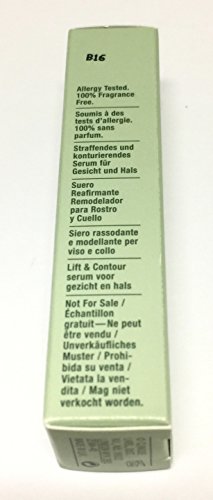 B16
Allergy Tested.
100% Fragrance
Free.
Soumis à des
tests d'allergie.
100% sans
parfum.
Straffendes und
konturierendes
Serum für
Gesicht und Hals
Suero
Reafirmante
Remodelador
para Rostro
y Cuello
Siero rassodante
e modellante per
viso e collo
Lift & Contour
serum voor
gezicht en hals
Not For Sale /
Échantillon
gratuit—Ne peut
être vendu /
Unverkäufliches
Muster / Prohi-
bida su venta /
Vietata la ven-
dita / Mag niet
verkocht worden.